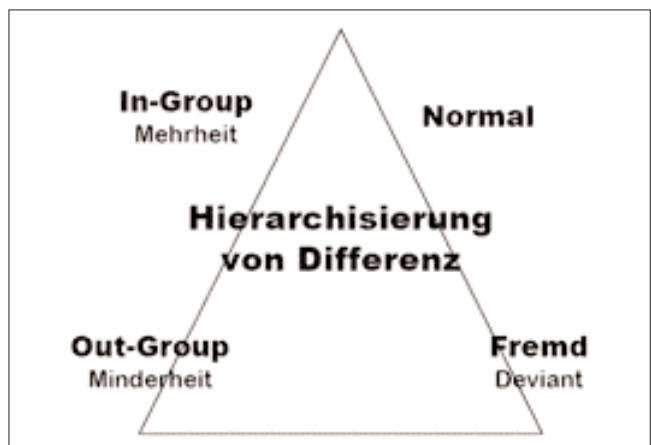 In-Group
Mehrheit
Normal
Hierarchisierung
von Differenz
Out-Group
Minderheit
Fremd
Deviant